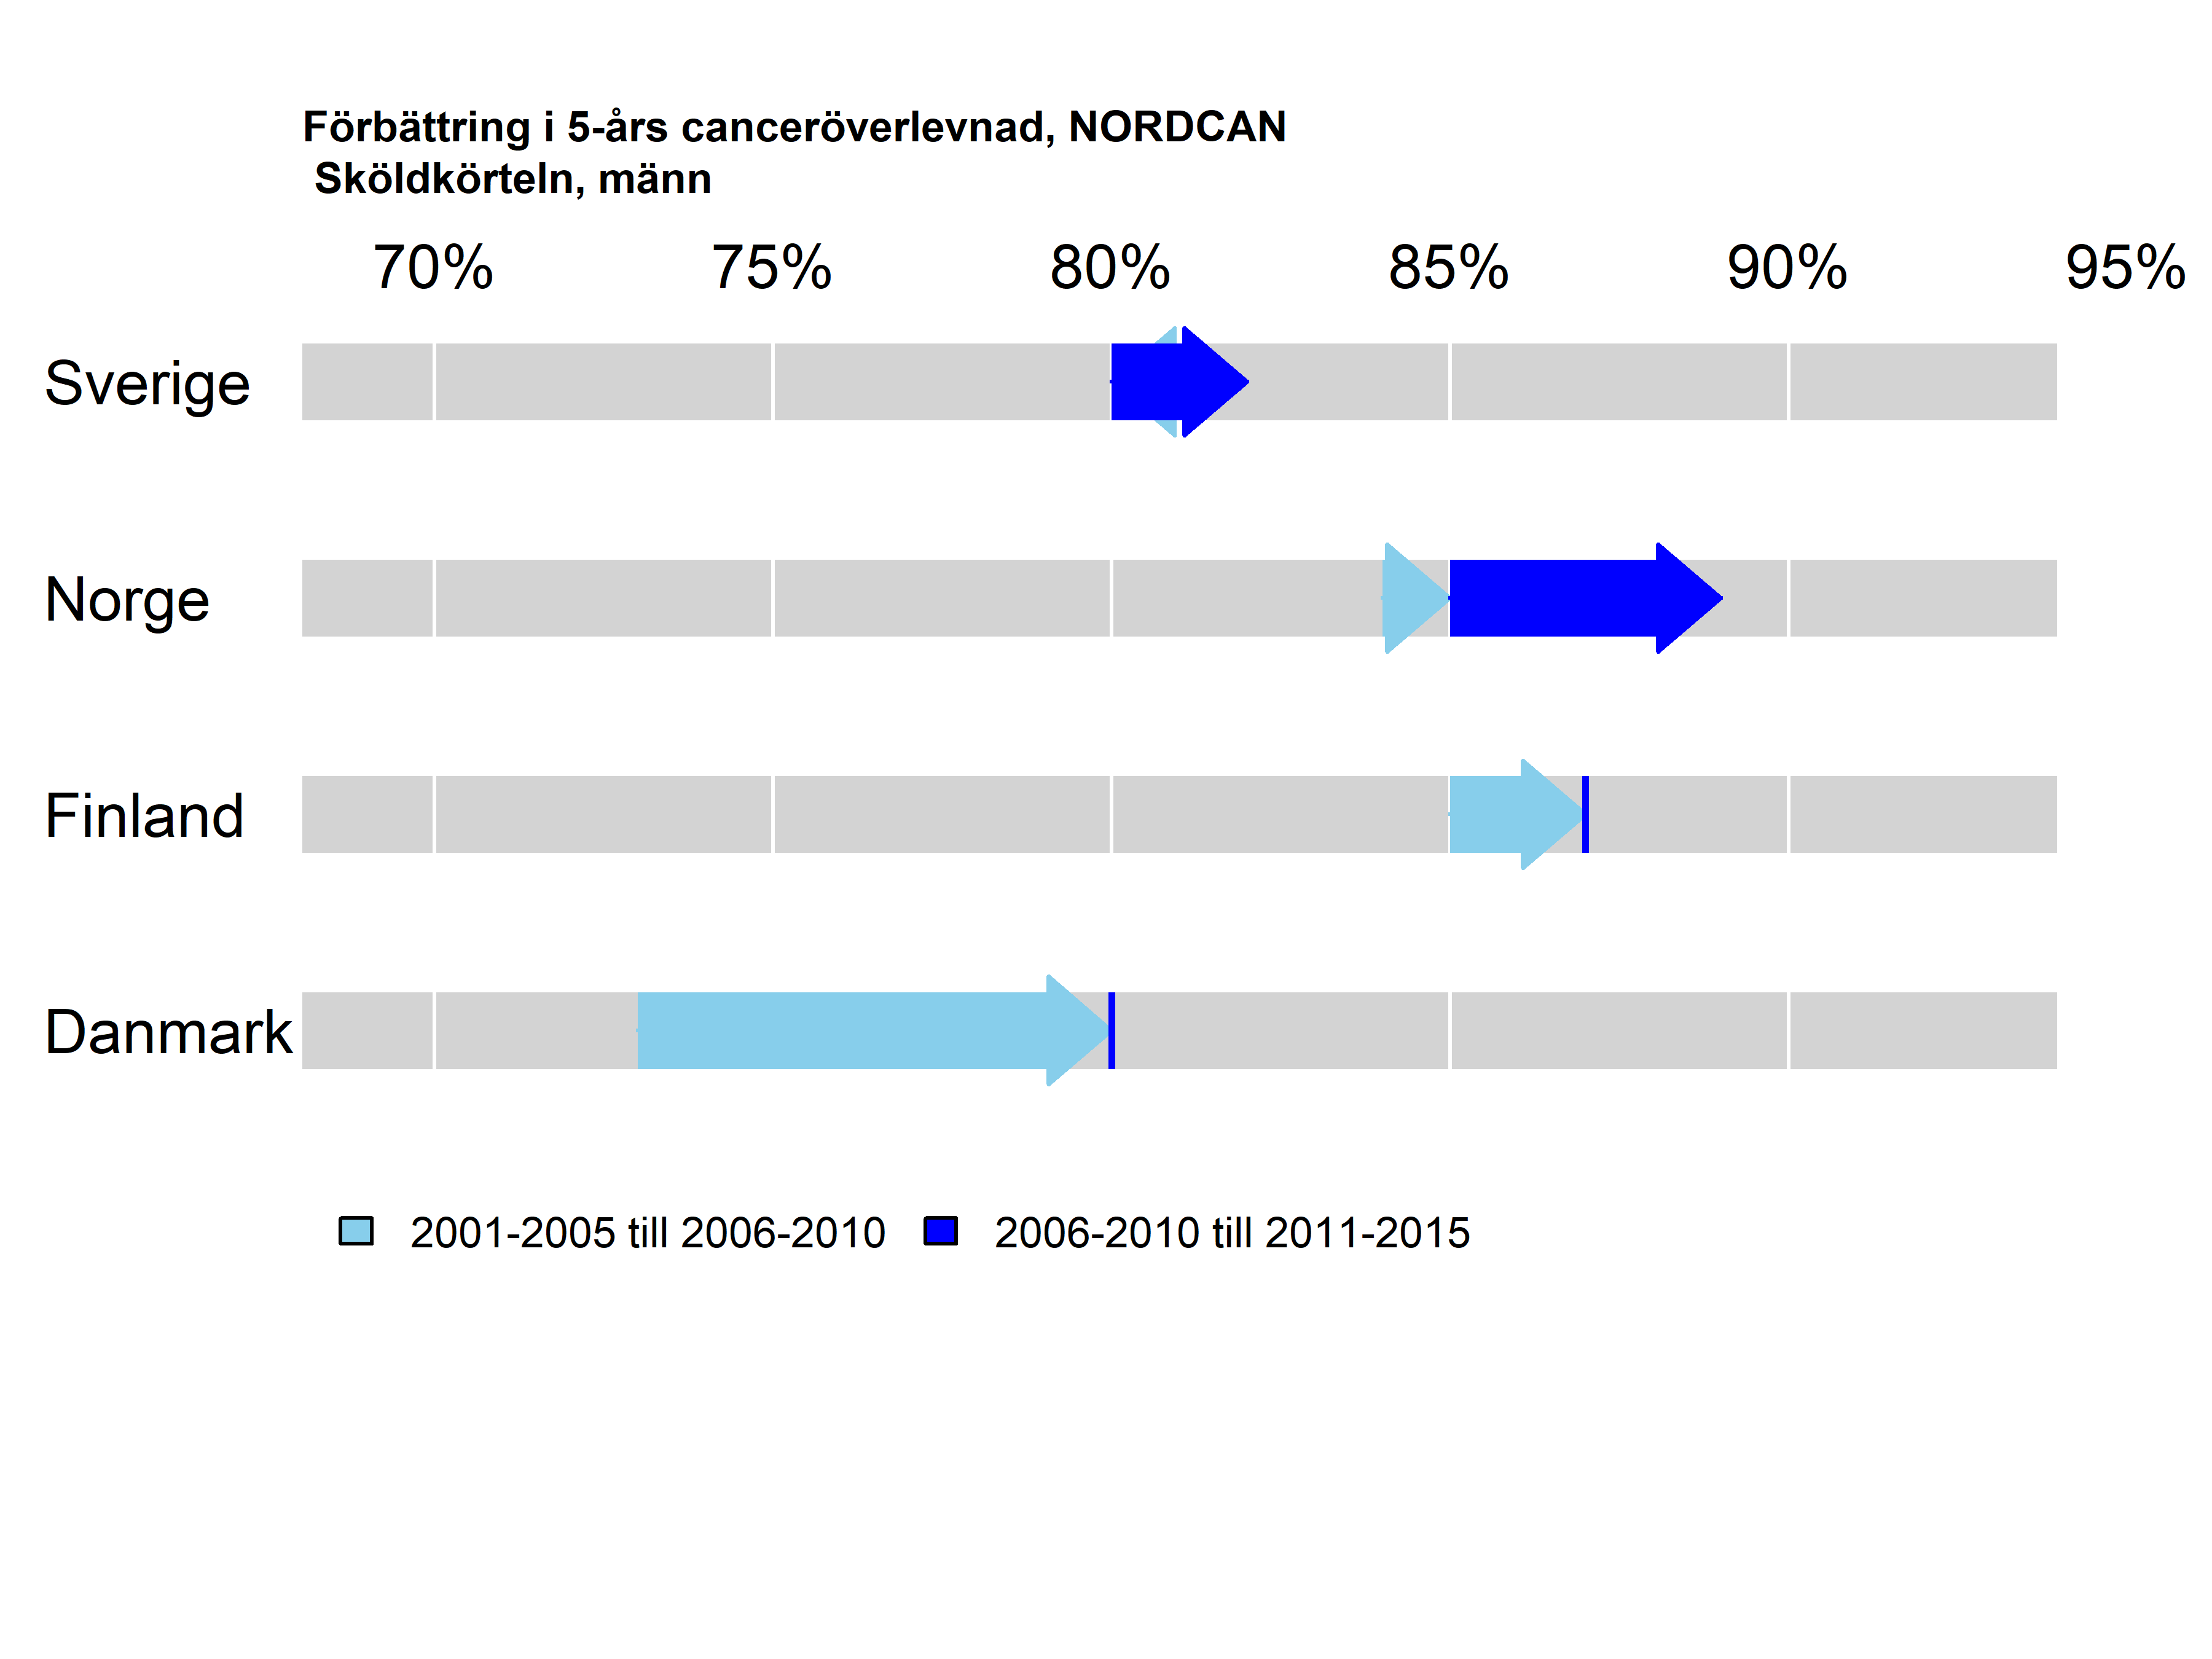 Förbättring i 5-års canceröverlevnad, NORDCAN
Sköldkörteln, männ
70% 75% 80% 85% 90% 95%
Sverige
Norge
Finland
Danmark
2001-2005 till 2006-2010 2006-2010 till 2011-2015